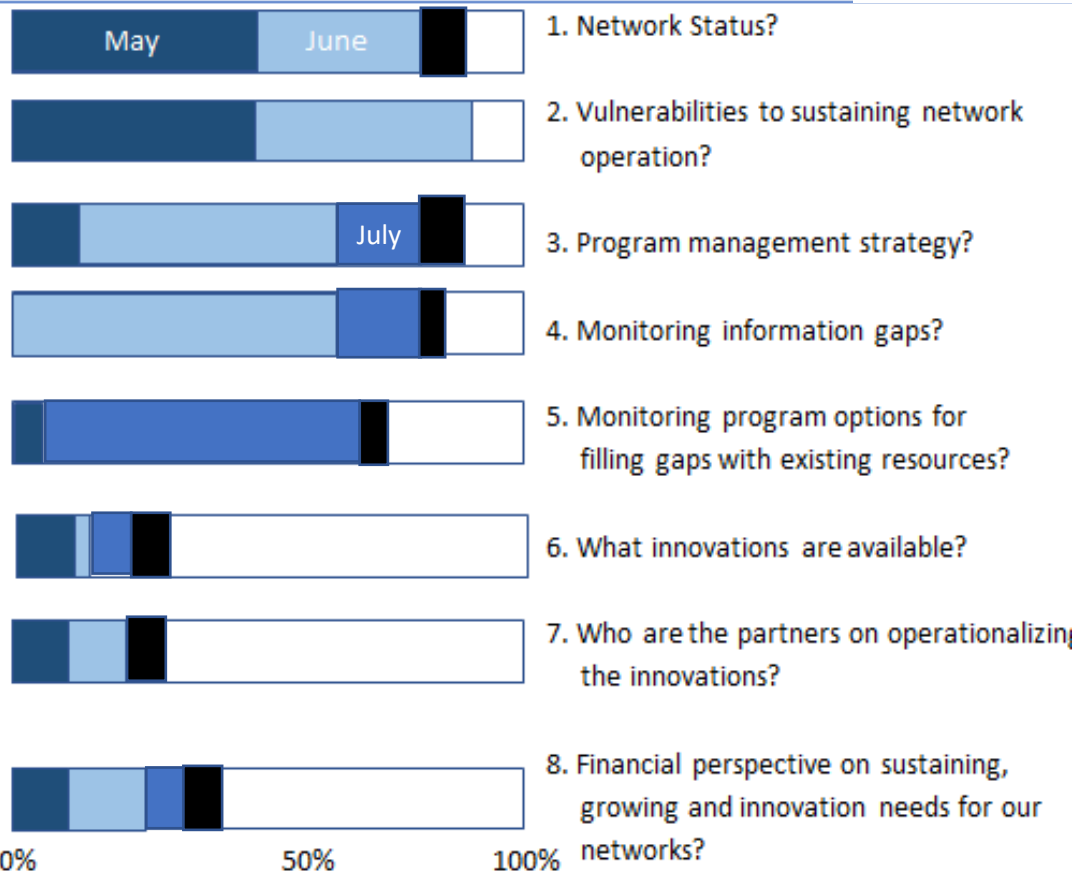 May
June
1. Network Status?
2. Vulnerabilities to sustaining network
operation?
July
3. Program management strategy?
4. Monitoring information gaps?
5. Monitoring program options for
filling gaps with existing resources?
6. What innovations are available?
7. Who are the partners on operationalizing
the innovations?
8. Financial perspective on sustaining,
growing and innovation needs for our
networks?
0%
50%
100%